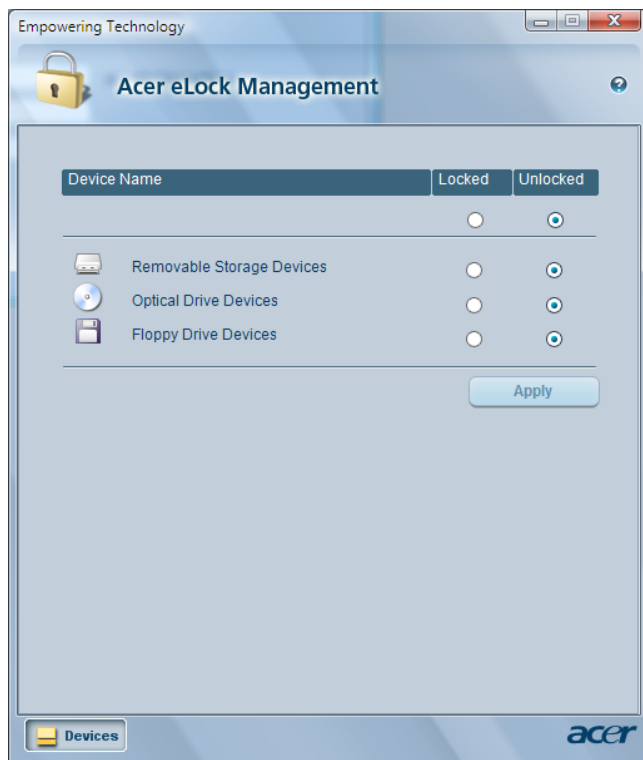 Empowering Technology
Acer eLock Management
Device Name Locked Unlocked
Removable Storage Devices
Optical Drive Devices
Floppy Drive Devices
Apply
Devices
acer